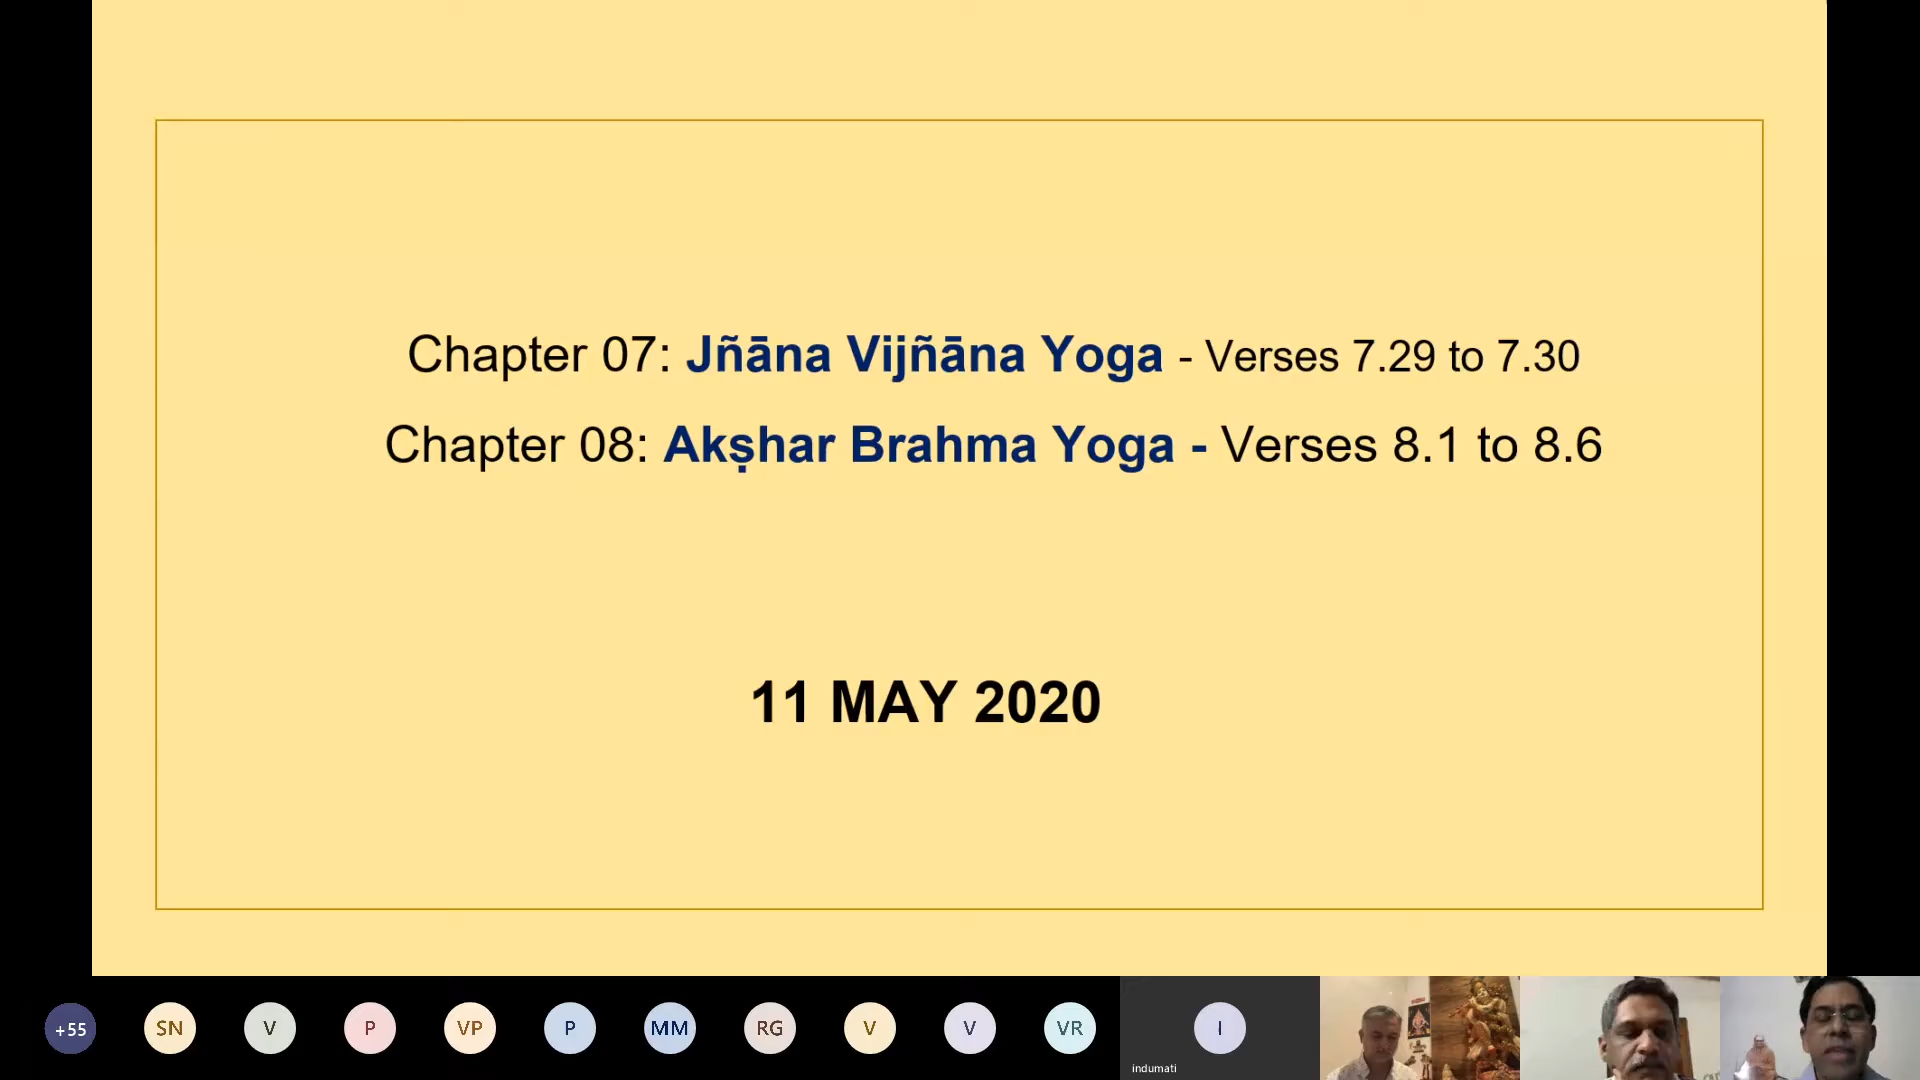 Chapter 07: Jñāna Vijñāna Yoga - Verses 7.29 to 7.30
Chapter 08: Akṣhar Brahma Yoga - Verses 8.1 to 8.6
11 MAY 2020
+55 SN V P VP P MM RG V V VR I
indumati